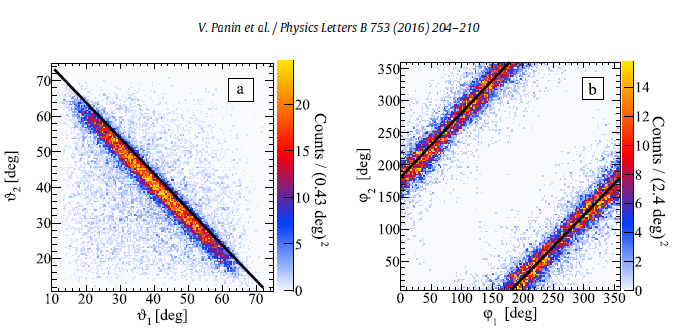 V. Panin et al. / Physics Letters B 753 (2016) 204–210
a
70
60
50
40
30
20
ϑ2 [deg]
10 20 30 40 50 60 70
ϑ1 [deg]
20
15
10
5
0
Counts / (0.43 deg)²
b
350
300
250
200
150
100
50
φ2 [deg]
0 50 100 150 200 250 300 350
φ1 [deg]
14
12
10
8
6
4
2
0
Counts / (2.4 deg)²